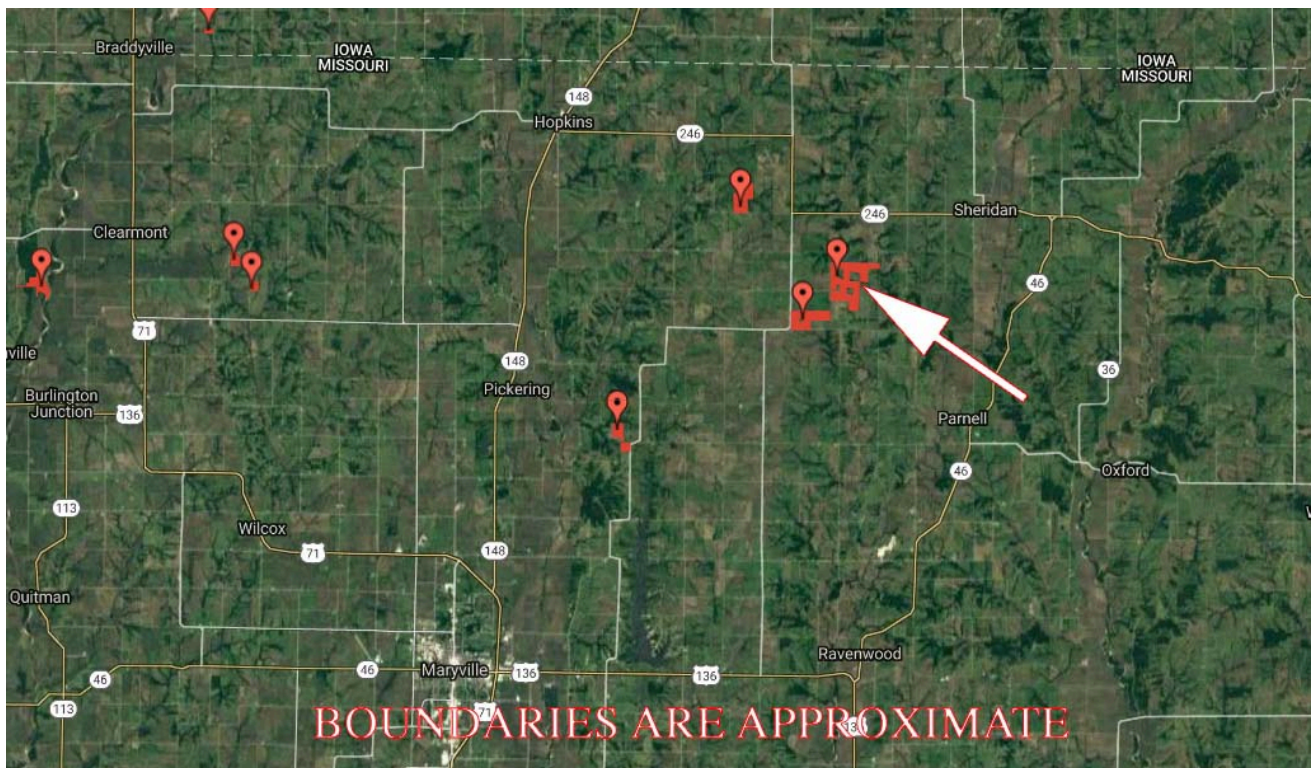 Braddyville
IOWA
MISSOURI
IOWA
MISSOURI
148
Hopkins
246
246
Sheridan
Clearmont
46
71
ville
148
Pickering
Burlington
Junction
136
36
Parnell
46
Oxford
113
Wilcox
71
148
Quitman
Ravenwood
46
46
Maryville
136
136
113
71
BOUNDARIES ARE APPROXIMATE